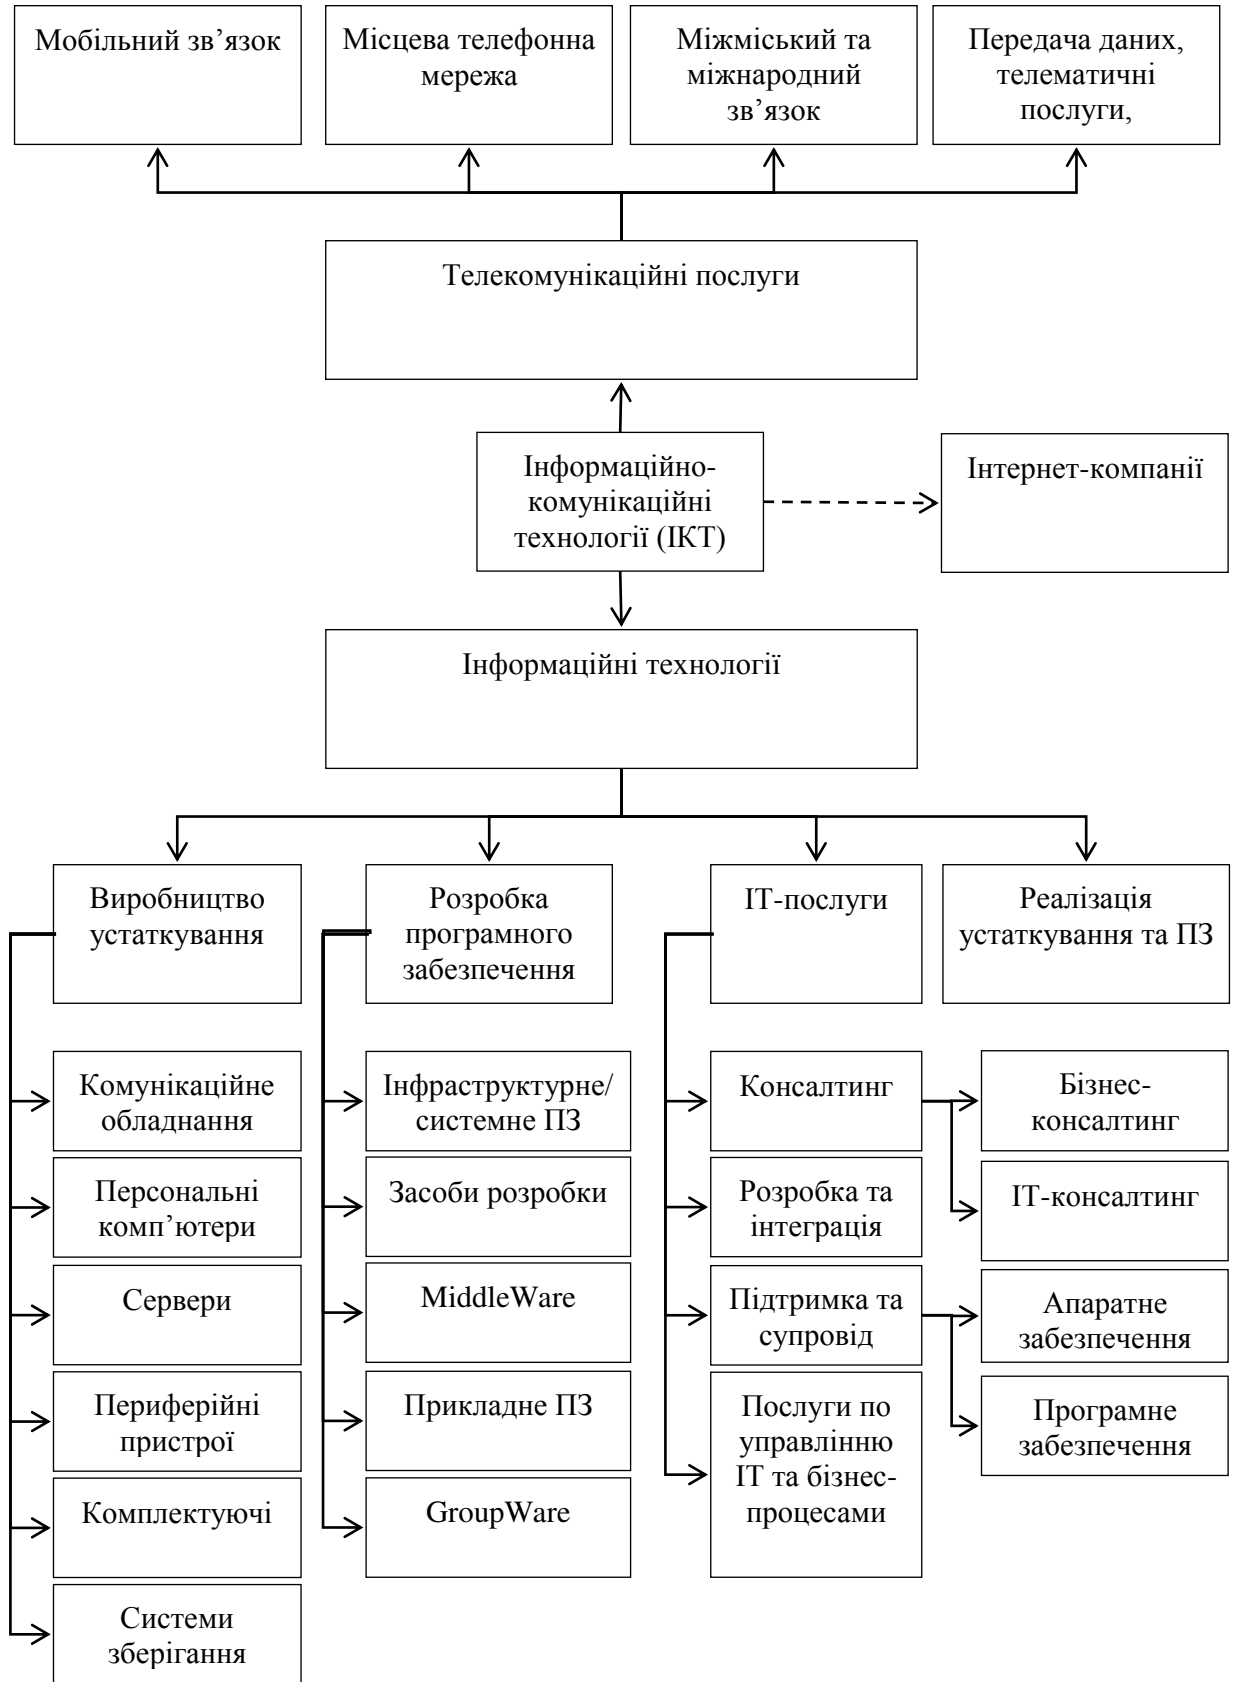 Мобільний зв’язок
Місцева телефонна
мережа
Міжміський та
міжнародний
зв’язок
Передача даних,
телематичні
послуги,
Телекомунікаційні послуги
Інформаційно-
комунікаційні
технології (ІКТ)
Інтернет-компанії
Інформаційні технології
Виробництво
устаткування
Розробка
програмного
забезпечення
ІТ-послуги
Реалізація
устаткування та ПЗ
Комунікаційне
обладнання
Персональні
комп’ютери
Сервери
Периферійні
пристрої
Комплектуючі
Системи
зберігання
Інфраструктурне/
системне ПЗ
Засоби розробки
MiddleWare
Прикладне ПЗ
GroupWare
Консалтинг
Розробка та
інтеграція
Підтримка та
супровід
Послуги по
управлінню
ІТ та бізнес-
процесами
Бізнес-
консалтинг
ІТ-консалтинг
Апаратне
забезпечення
Програмне
забезпечення